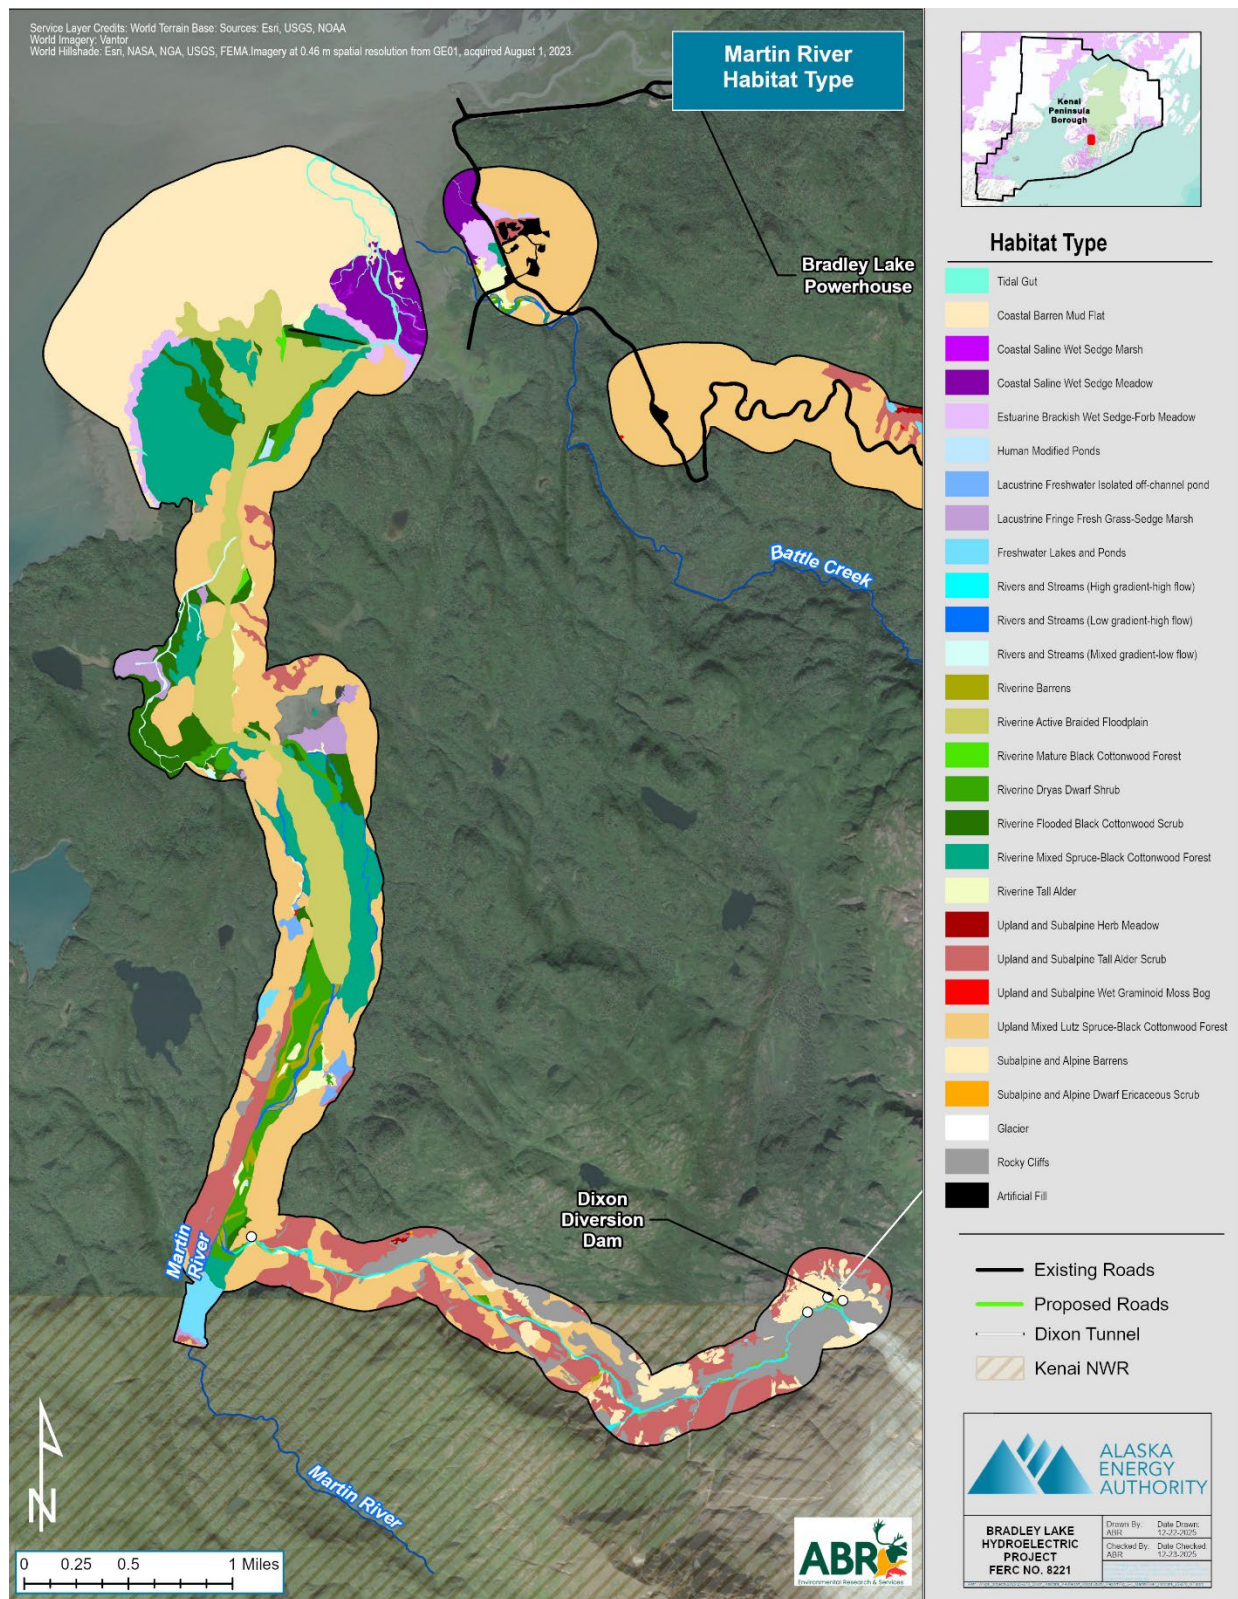 Service Layer Credits: World Terrain Base: Sources: Esri, USGS, NOAA
World Imagery: Vantor
World Hillshade: Esri, NASA, NGA, USGS, FEMA.Imagery at 0.46 m spatial resolution from GE01, acquired August 1, 2023.
Martin River
Habitat Type
Bradley Lake
Powerhouse
Battle Creek
Dixon
Diversion
Dam
Martin
River
Martin River
N
0 0.25 0.5 1 Miles
ABR
Environmental Research & Services
Kenai
Peninsula
Borough
Habitat Type
Tidal Gut
Coastal Barren Mud Flat
Coastal Saline Wet Sedge Marsh
Coastal Saline Wet Sedge Meadow
Estuarine Brackish Wet Sedge-Forb Meadow
Human Modified Ponds
Lacustrine Freshwater Isolated off-channel pond
Lacustrine Fringe Fresh Grass-Sedge Marsh
Freshwater Lakes and Ponds
Rivers and Streams (High gradient-high flow)
Rivers and Streams (Low gradient-high flow)
Rivers and Streams (Mixed gradient-low flow)
Riverine Barrens
Riverine Active Braided Floodplain
Riverine Mature Black Cottonwood Forest
Riverine Dryas Dwarf Shrub
Riverine Flooded Black Cottonwood Scrub
Riverine Mixed Spruce-Black Cottonwood Forest
Riverine Tall Alder
Upland and Subalpine Herb Meadow
Upland and Subalpine Tall Alder Scrub
Upland and Subalpine Wet Graminoid Moss Bog
Upland Mixed Lutz Spruce-Black Cottonwood Forest
Subalpine and Alpine Barrens
Subalpine and Alpine Dwarf Ericaceous Scrub
Glacier
Rocky Cliffs
Artificial Fill
Existing Roads
Proposed Roads
Dixon Tunnel
Kenai NWR
ALASKA
ENERGY
AUTHORITY
BRADLEY LAKE
HYDROELECTRIC
PROJECT
FERC NO. 8221
Drawn By: Date Drawn:
ABR 12-22-2025
Checked By: Date Checked:
ABR 12-23-2025